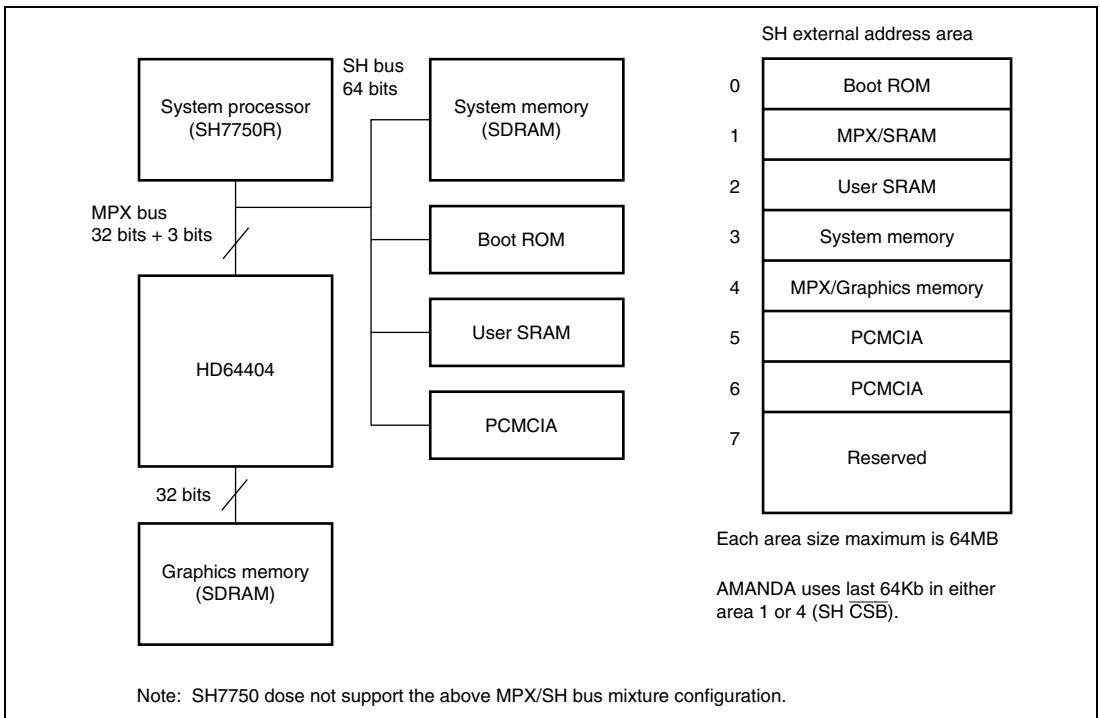 System processor
(SH7750R)
SH bus
64 bits
System memory
(SDRAM)
MPX bus
32 bits + 3 bits
Boot ROM
User SRAM
HD64404
PCMCIA
32 bits
Graphics memory
(SDRAM)
SH external address area
0 Boot ROM
1 MPX/SRAM
2 User SRAM
3 System memory
4 MPX/Graphics memory
5 PCMCIA
6 PCMCIA
7 Reserved
Each area size maximum is 64MB
AMANDA uses last 64Kb in either
area 1 or 4 (SH C̅S̅B̅).
Note: SH7750 dose not support the above MPX/SH bus mixture configuration.